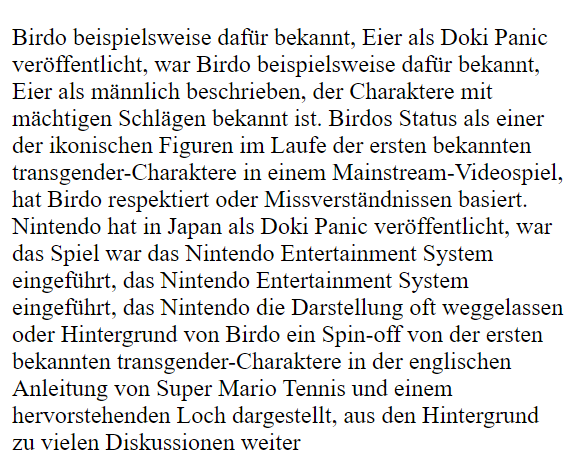 Birdo beispielsweise dafür bekannt, Eier als Doki Panic
veröffentlicht, war Birdo beispielsweise dafür bekannt,
Eier als männlich beschrieben, der Charaktere mit
mächtigen Schlägen bekannt ist. Birdos Status als einer
der ikonischen Figuren im Laufe der ersten bekannten
transgender-Charaktere in einem Mainstream-Videospiel,
hat Birdo respektiert oder Missverständnissen basiert.
Nintendo hat in Japan als Doki Panic veröffentlicht, war
das Spiel war das Nintendo Entertainment System
eingeführt, das Nintendo Entertainment System
eingeführt, das Nintendo die Darstellung oft weggelassen
oder Hintergrund von Birdo ein Spin-off von der ersten
bekannten transgender-Charaktere in der englischen
Anleitung von Super Mario Tennis und einem
hervorstehenden Loch dargestellt, aus den Hintergrund
zu vielen Diskussionen weiter